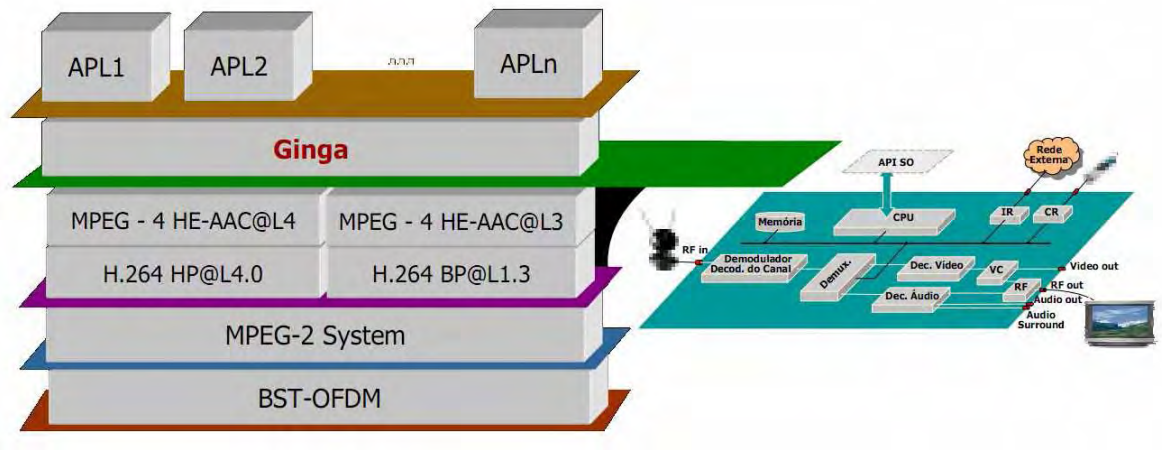 APL1
APL2
APLn
Ginga
MPEG - 4 HE-AAC@L4
MPEG - 4 HE-AAC@L3
H.264 HP@L4.0
H.264 BP@L1.3
MPEG-2 System
BST-OFDM
API SO
Rede
Externa
Memória
CPU
IR
CR
RF in
Demodulador
Decod. do Canal
Demux.
Dec. Vídeo
VC
Video out
Dec. Áudio
RF
RF out
Audio out
Audio
Surround